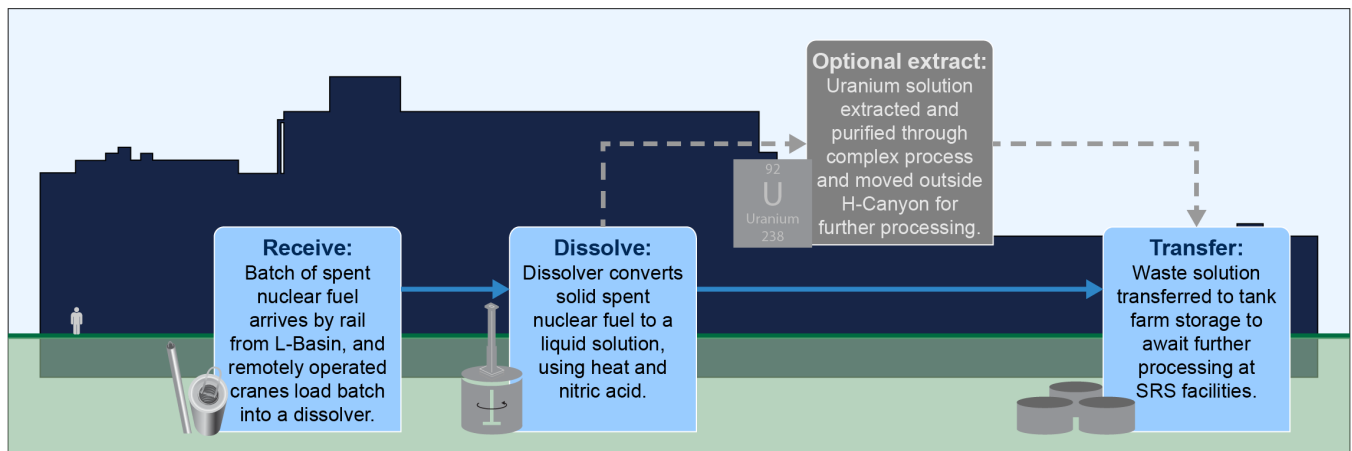 Optional extract:
Uranium solution
extracted and
purified through
complex process
and moved outside
H-Canyon for
further processing.
92
U
Uranium
238
Receive:
Batch of spent
nuclear fuel
arrives by rail
from L-Basin, and
remotely operated
cranes load batch
into a dissolver.
Dissolve:
Dissolver converts
solid spent
nuclear fuel to a
liquid solution,
using heat and
nitric acid.
Transfer:
Waste solution
transferred to tank
farm storage to
await further
processing at
SRS facilities.